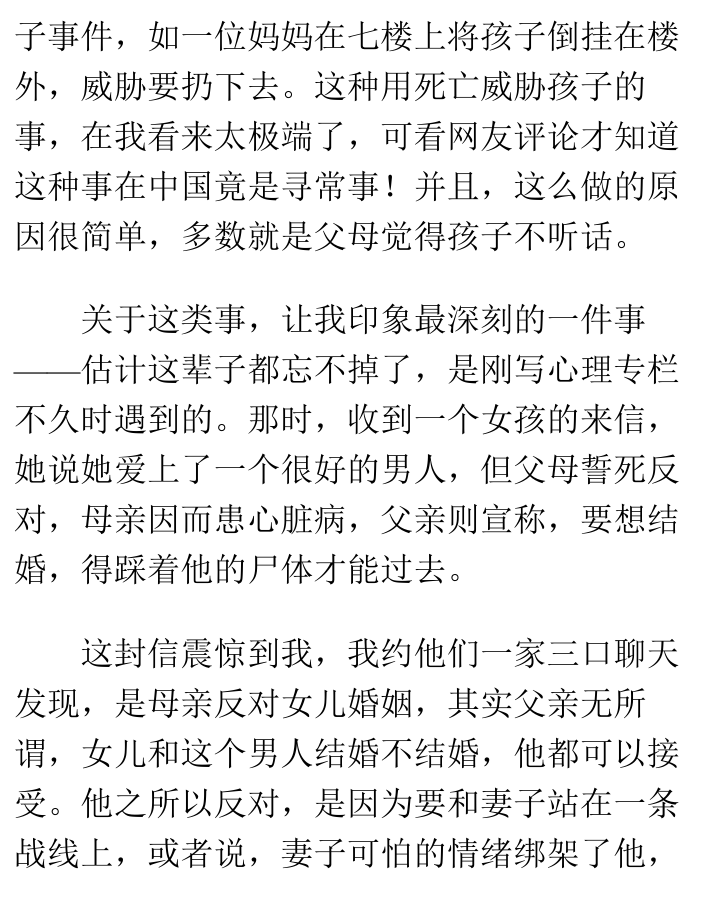 子事件，如一位妈妈在七楼上将孩子倒挂在楼
外，威胁要扔下去。这种用死亡威胁孩子的
事，在我看来太极端了，可看网友评论才知道
这种事在中国竟是寻常事！并且，这么做的原
因很简单，多数就是父母觉得孩子不听话。
关于这类事，让我印象最深刻的一件事
——估计这辈子都忘不掉了，是刚写心理专栏
不久时遇到的。那时，收到一个女孩的来信，
她说她爱上了一个很好的男人，但父母誓死反
对，母亲因而患心脏病，父亲则宣称，要想结
婚，得踩着他的尸体才能过去。
这封信震惊到我，我约他们一家三口聊天
发现，是母亲反对女儿婚姻，其实父亲无所
谓，女儿和这个男人结婚不结婚，他都可以接
受。他之所以反对，是因为要和妻子站在一条
战线上，或者说，妻子可怕的情绪绑架了他，